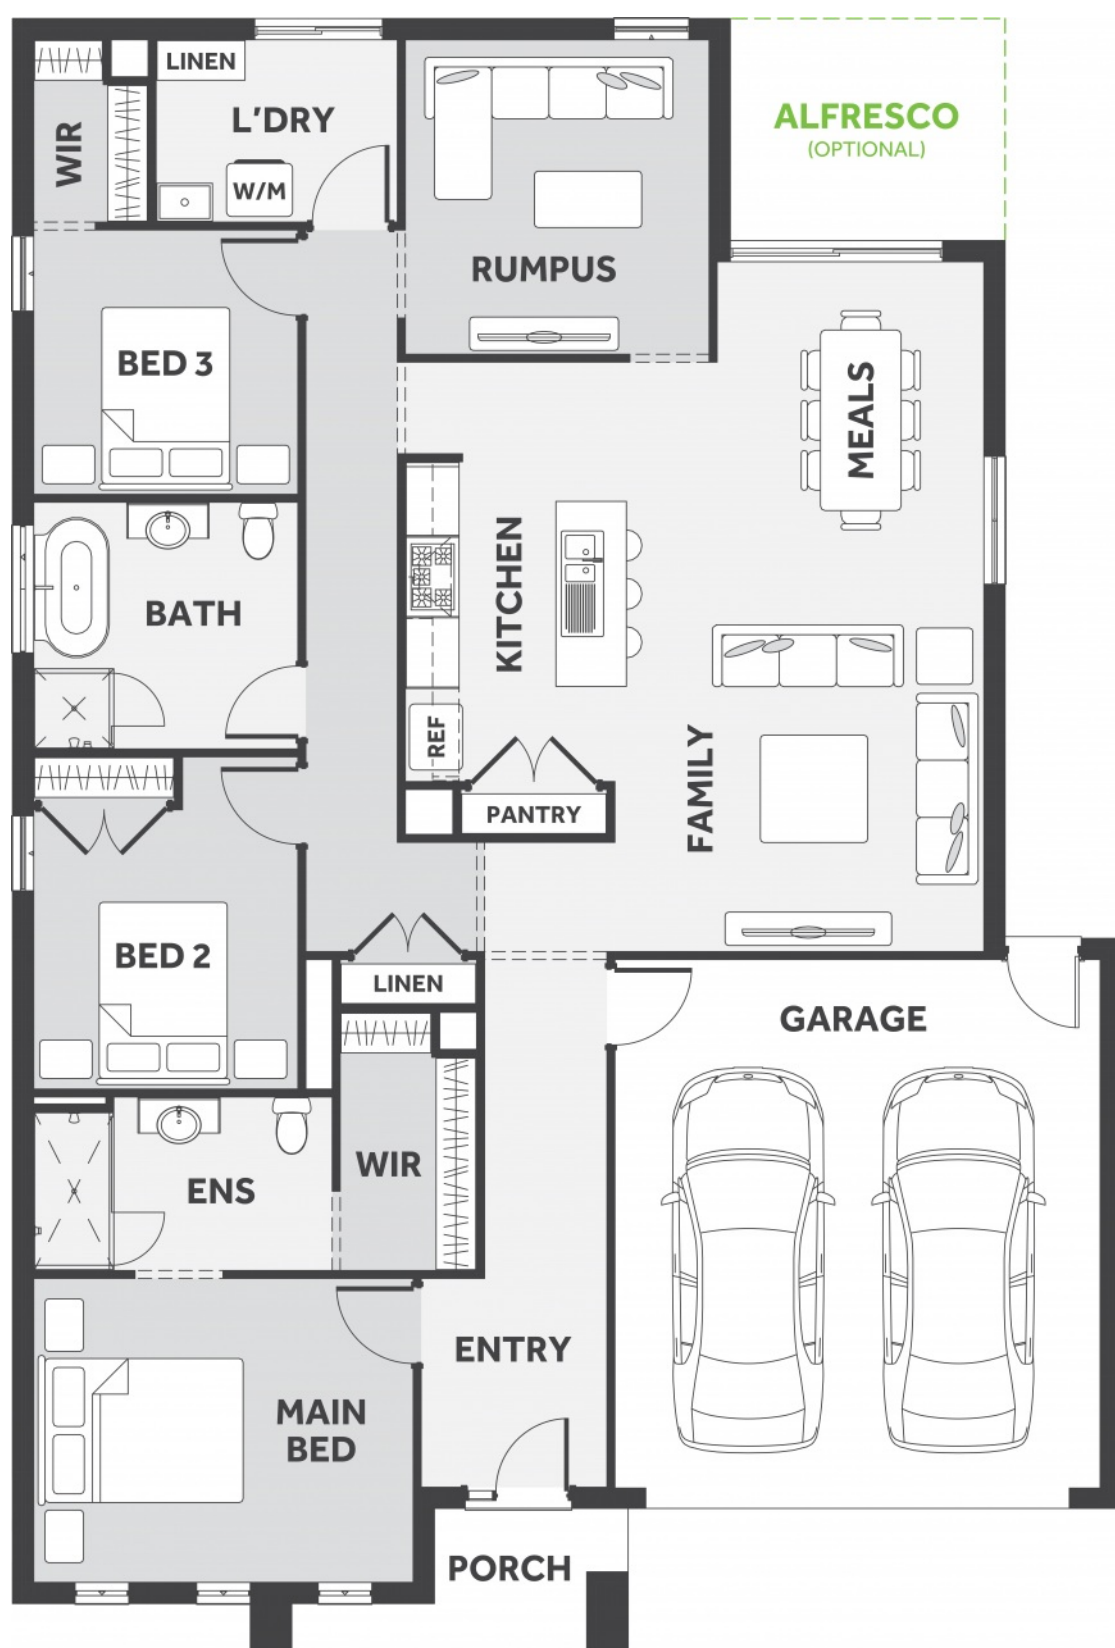 LINEN
L'DRY
WIR
W/M
ALFRESCO
(OPTIONAL)
RUMPUS
BED 3
MEALS
KITCHEN
BATH
REF
PANTRY
FAMILY
BED 2
LINEN
GARAGE
WIR
ENS
ENTRY
MAIN
BED
PORCH